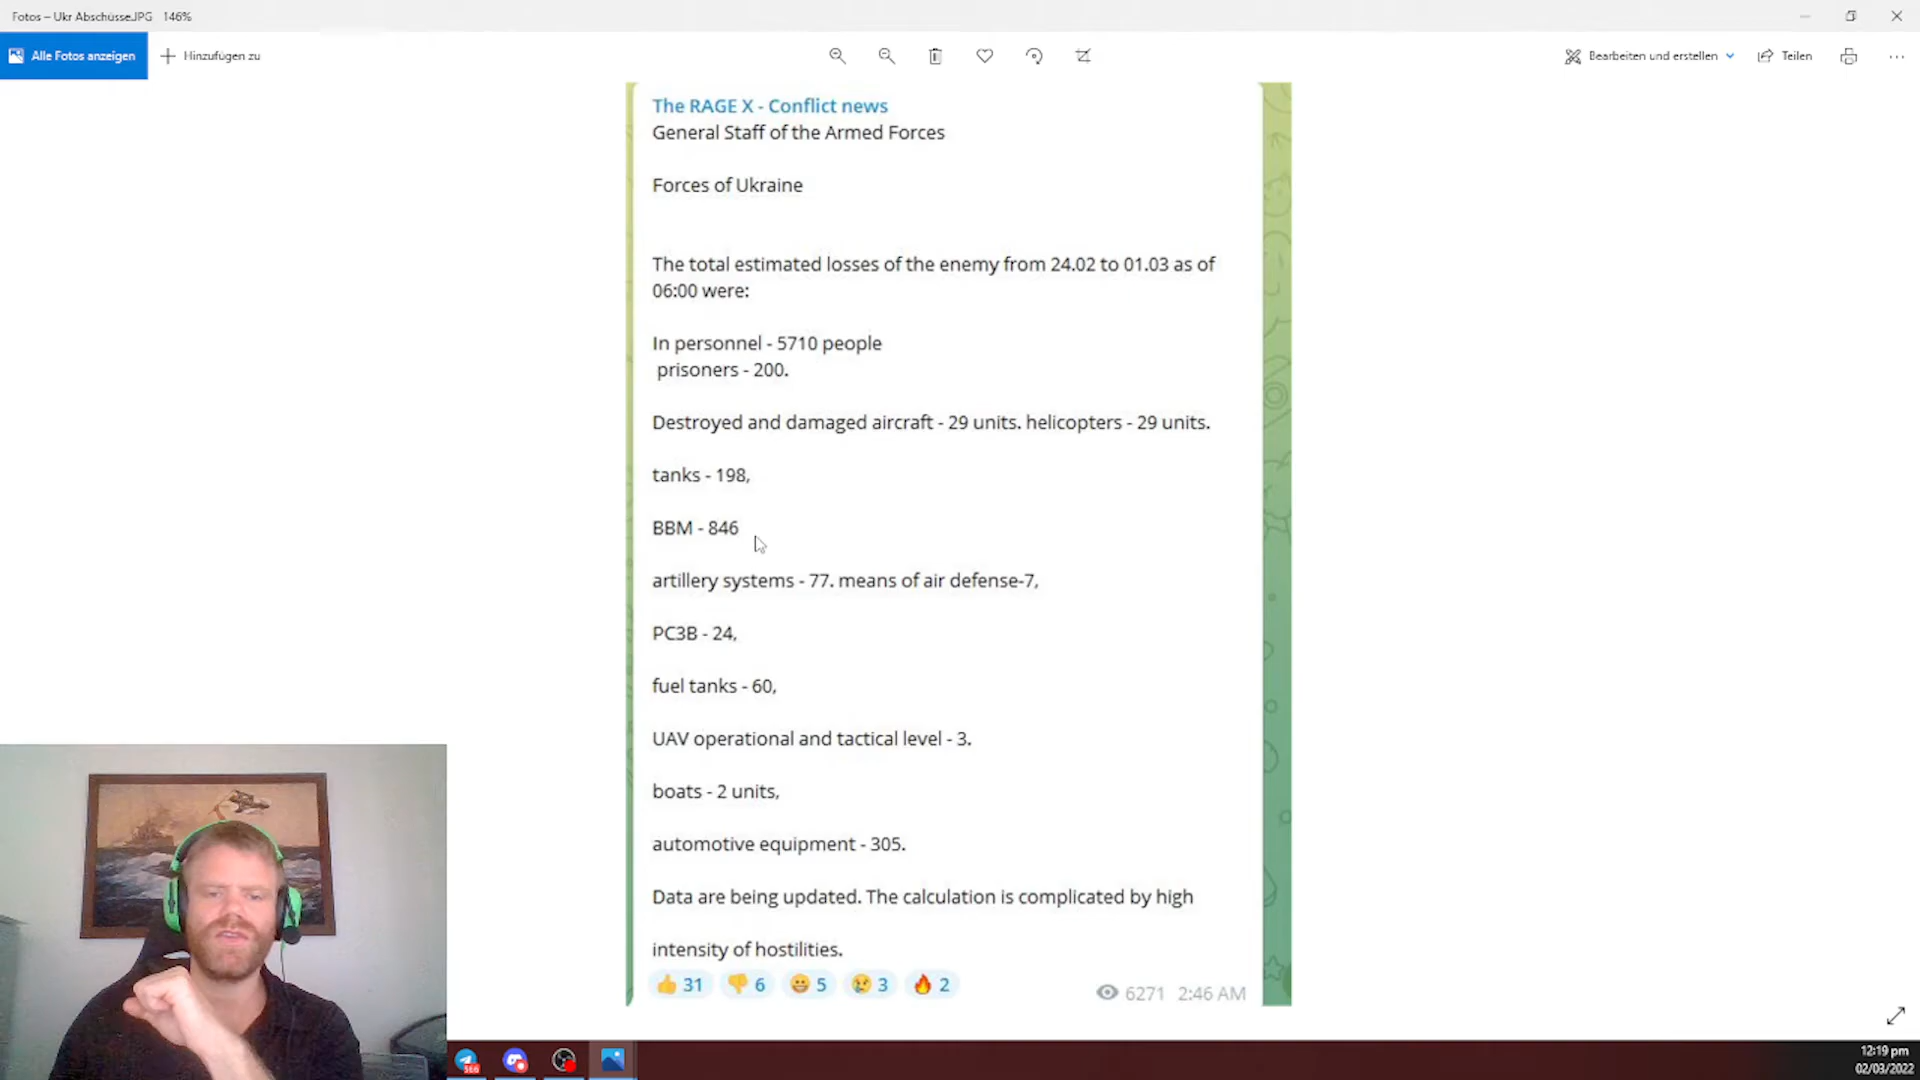 Fotos – Ukr Abschüsse.JPG 146%
Alle Fotos anzeigen
Hinzufügen zu
Bearbeiten und erstellen
Teilen
The RAGE X - Conflict news
General Staff of the Armed Forces
Forces of Ukraine
The total estimated losses of the enemy from 24.02 to 01.03 as of
06:00 were:
In personnel - 5710 people
prisoners - 200.
Destroyed and damaged aircraft - 29 units. helicopters - 29 units.
tanks - 198,
BBM - 846
artillery systems - 77. means of air defense-7,
PC3B - 24,
fuel tanks - 60,
UAV operational and tactical level - 3.
boats - 2 units,
automotive equipment - 305.
Data are being updated. The calculation is complicated by high
intensity of hostilities.
31 6 5 3 2
6271 2:46 AM
12:19 pm
02/03/2022